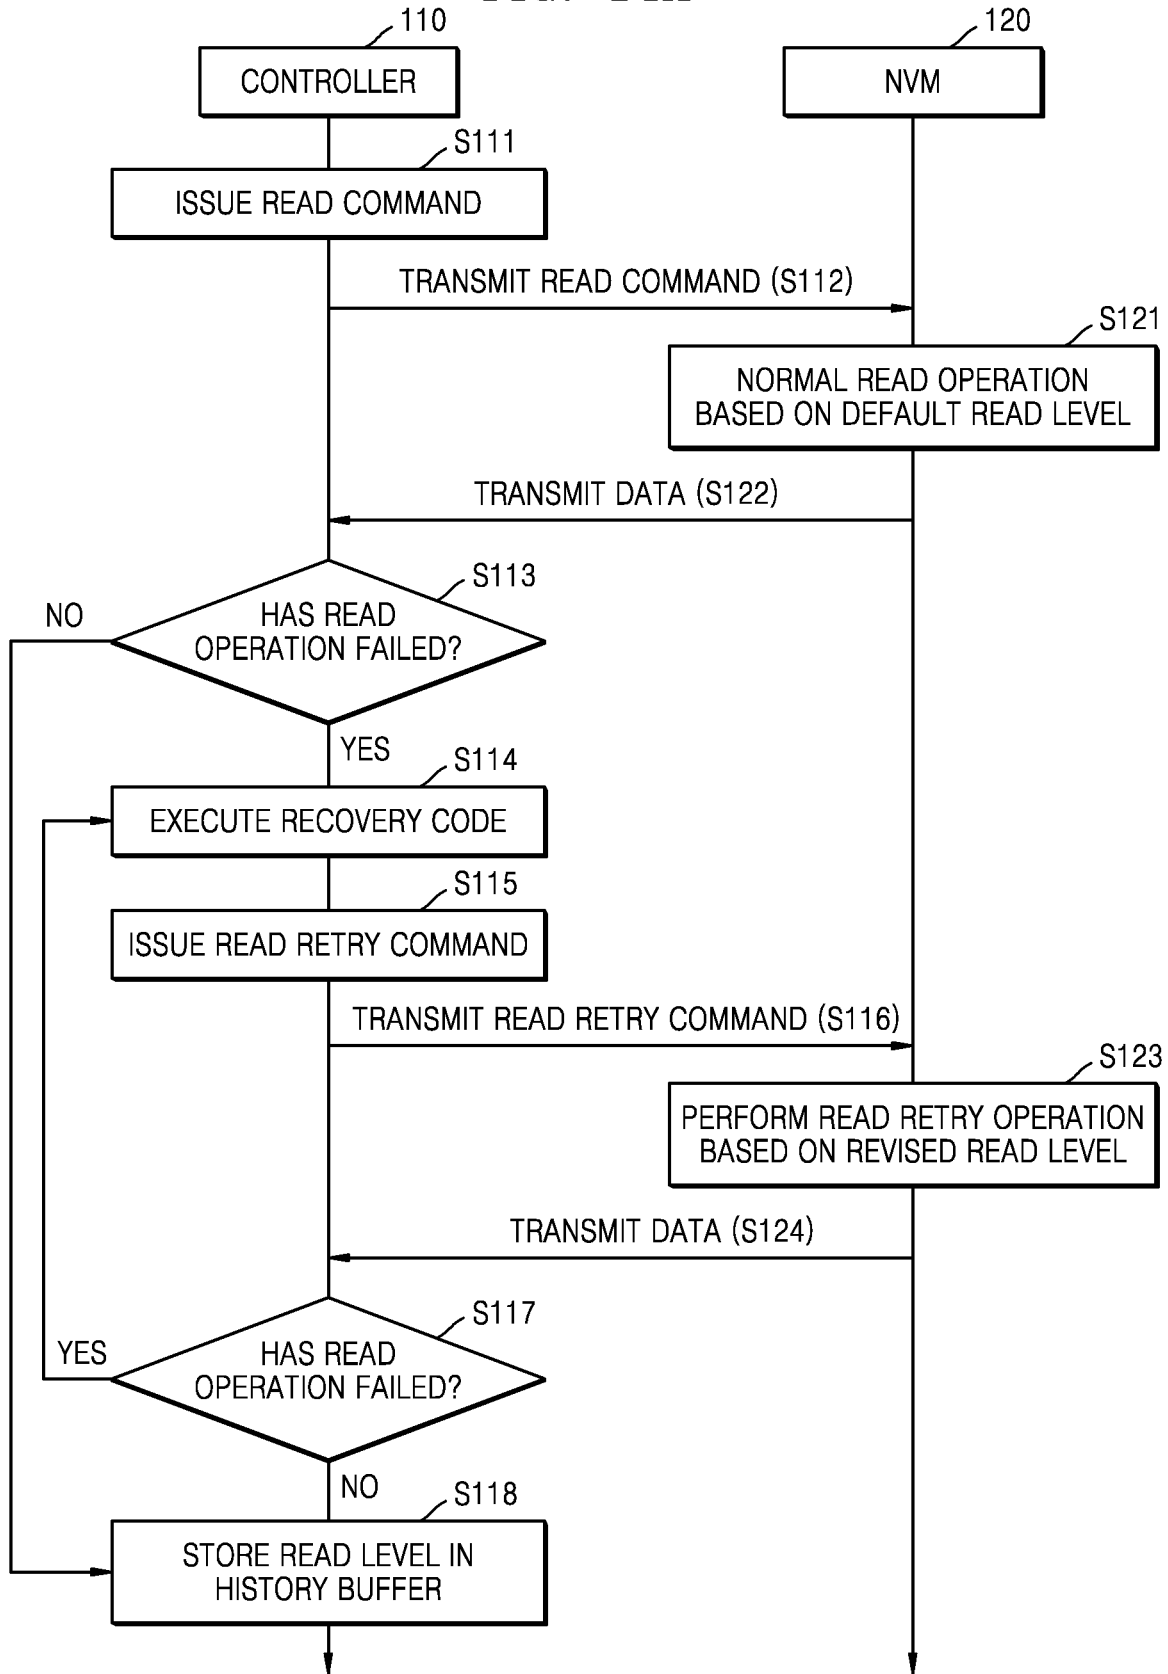 110
120
CONTROLLER
NVM
S111
ISSUE READ COMMAND
TRANSMIT READ COMMAND (S112)
S121
NORMAL READ OPERATION
BASED ON DEFAULT READ LEVEL
TRANSMIT DATA (S122)
S113
NO
HAS READ
OPERATION FAILED?
YES
S114
EXECUTE RECOVERY CODE
S115
ISSUE READ RETRY COMMAND
TRANSMIT READ RETRY COMMAND (S116)
S123
PERFORM READ RETRY OPERATION
BASED ON REVISED READ LEVEL
TRANSMIT DATA (S124)
S117
YES
HAS READ
OPERATION FAILED?
NO
S118
STORE READ LEVEL IN
HISTORY BUFFER